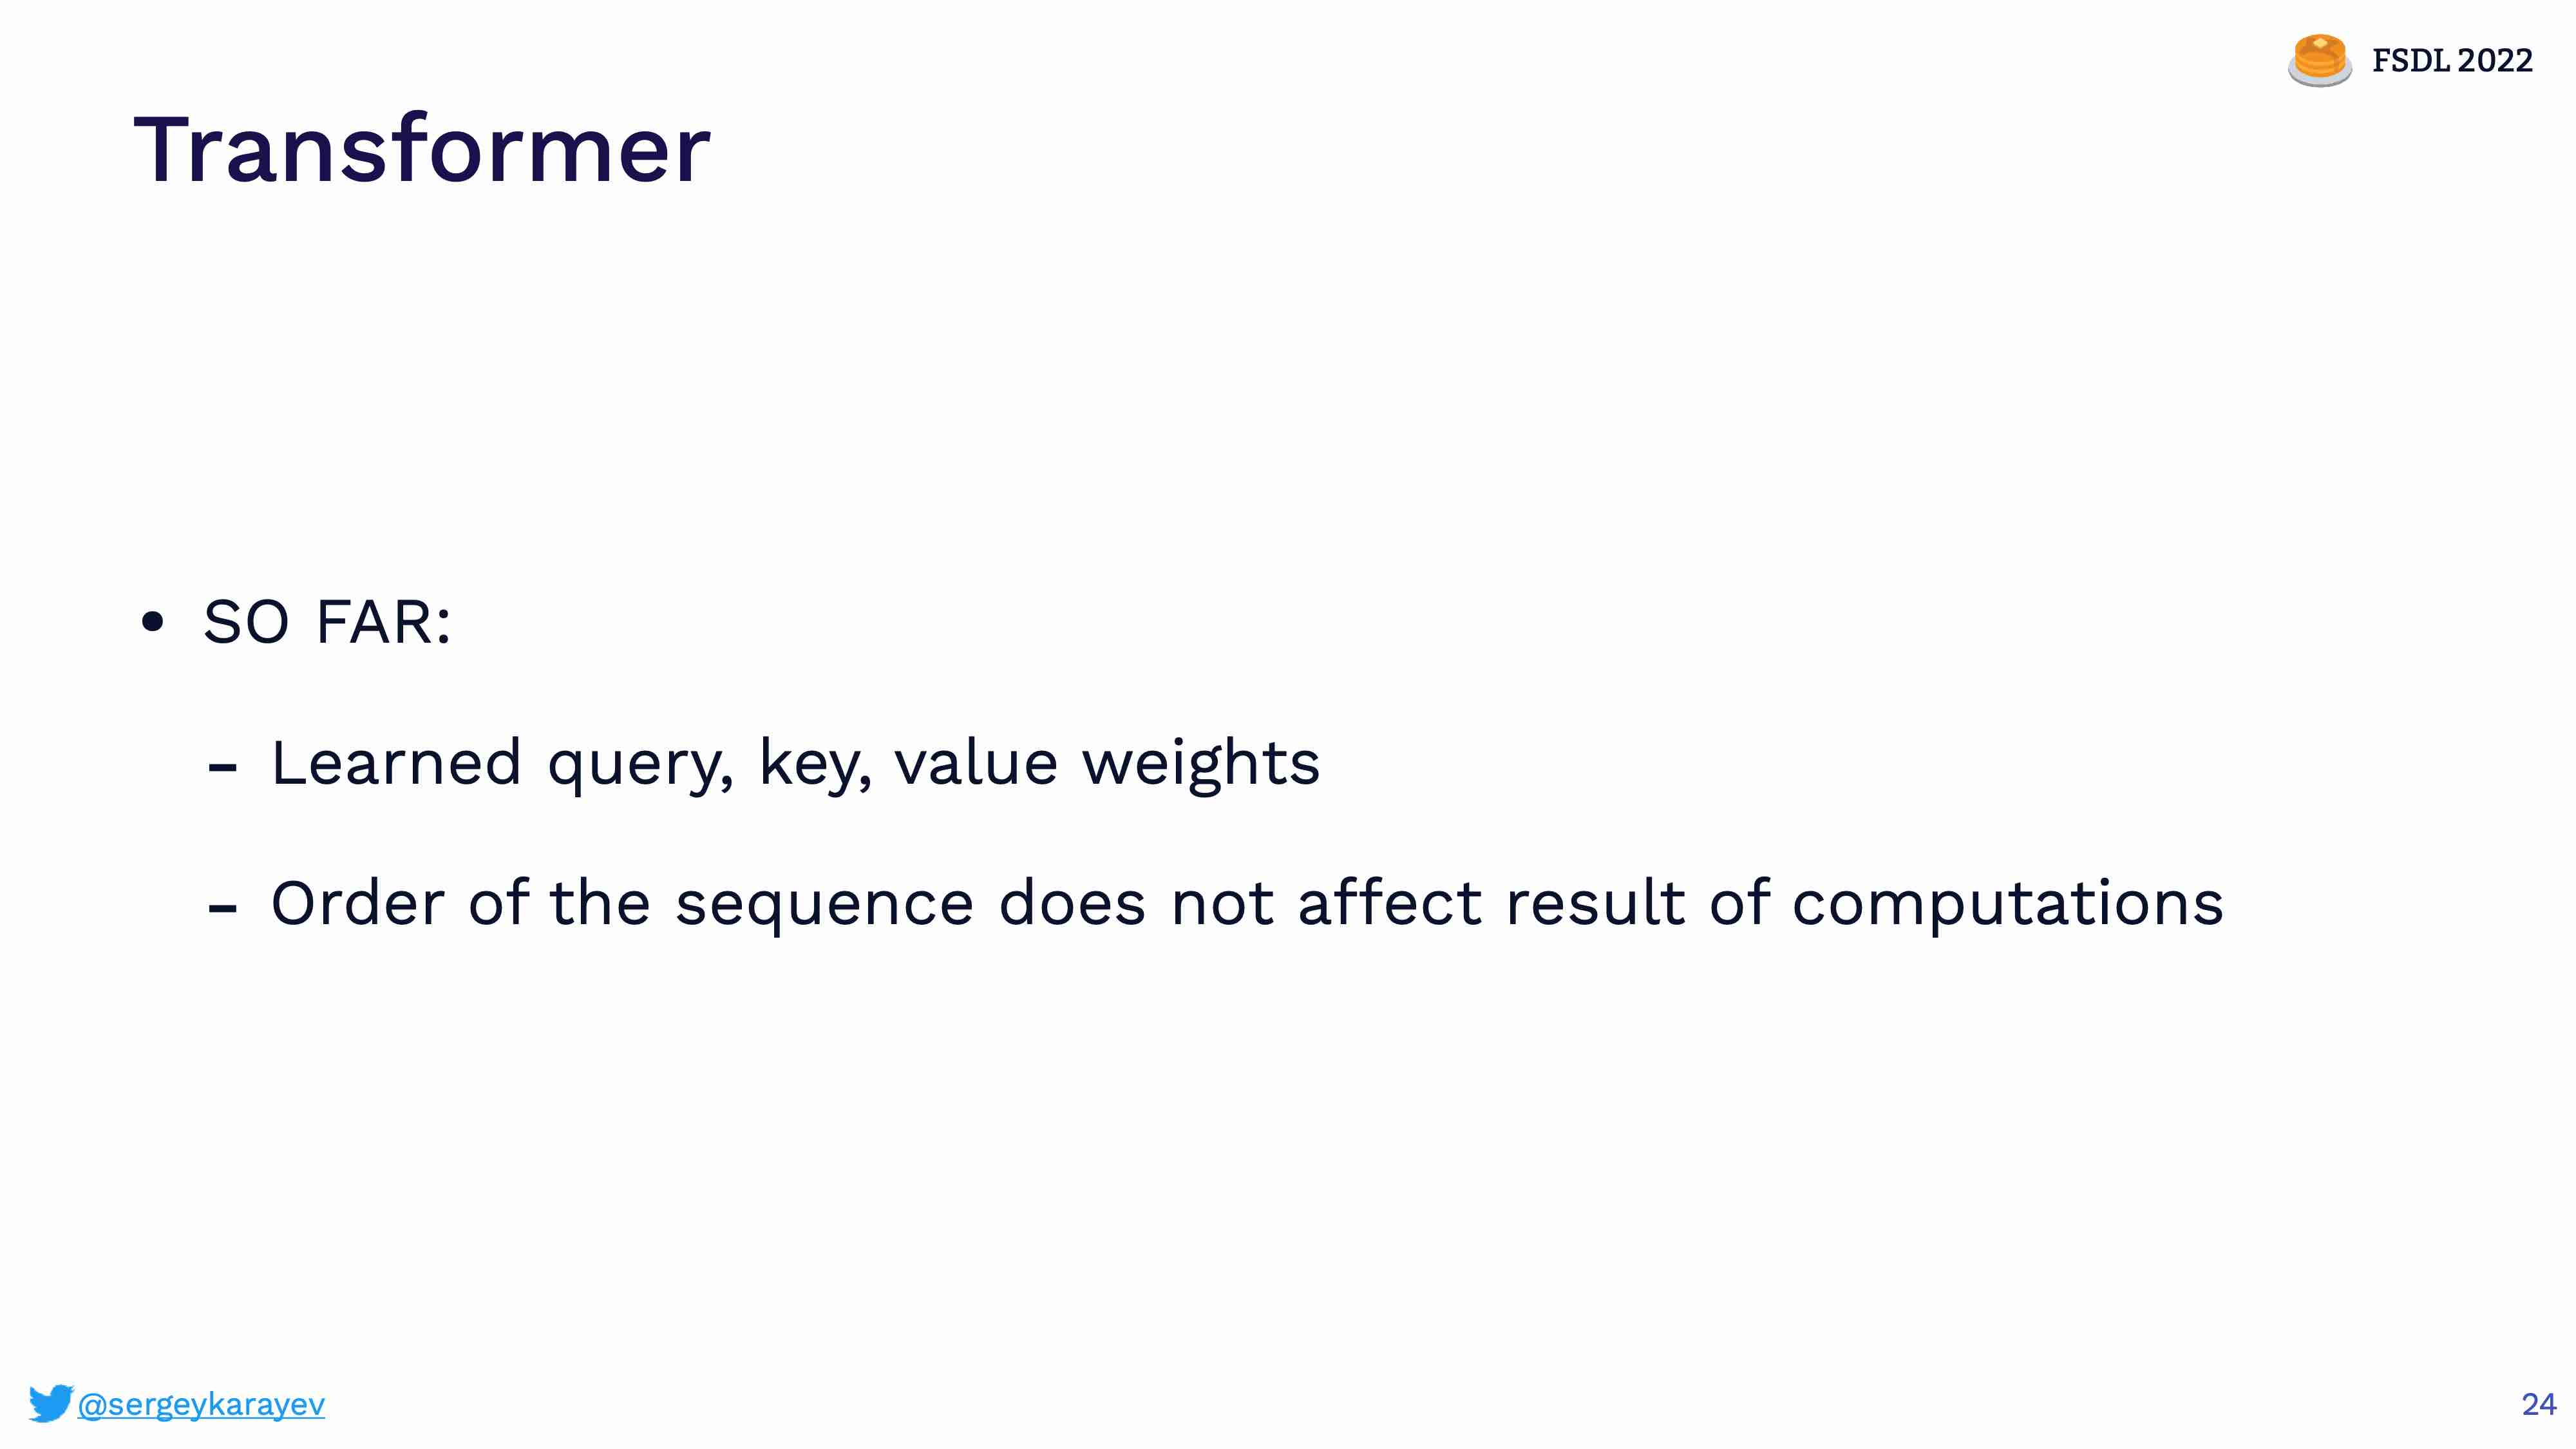 FSDL 2022
Transformer
• SO FAR:
- Learned query, key, value weights
- Order of the sequence does not affect result of computations
@sergeykarayev
24